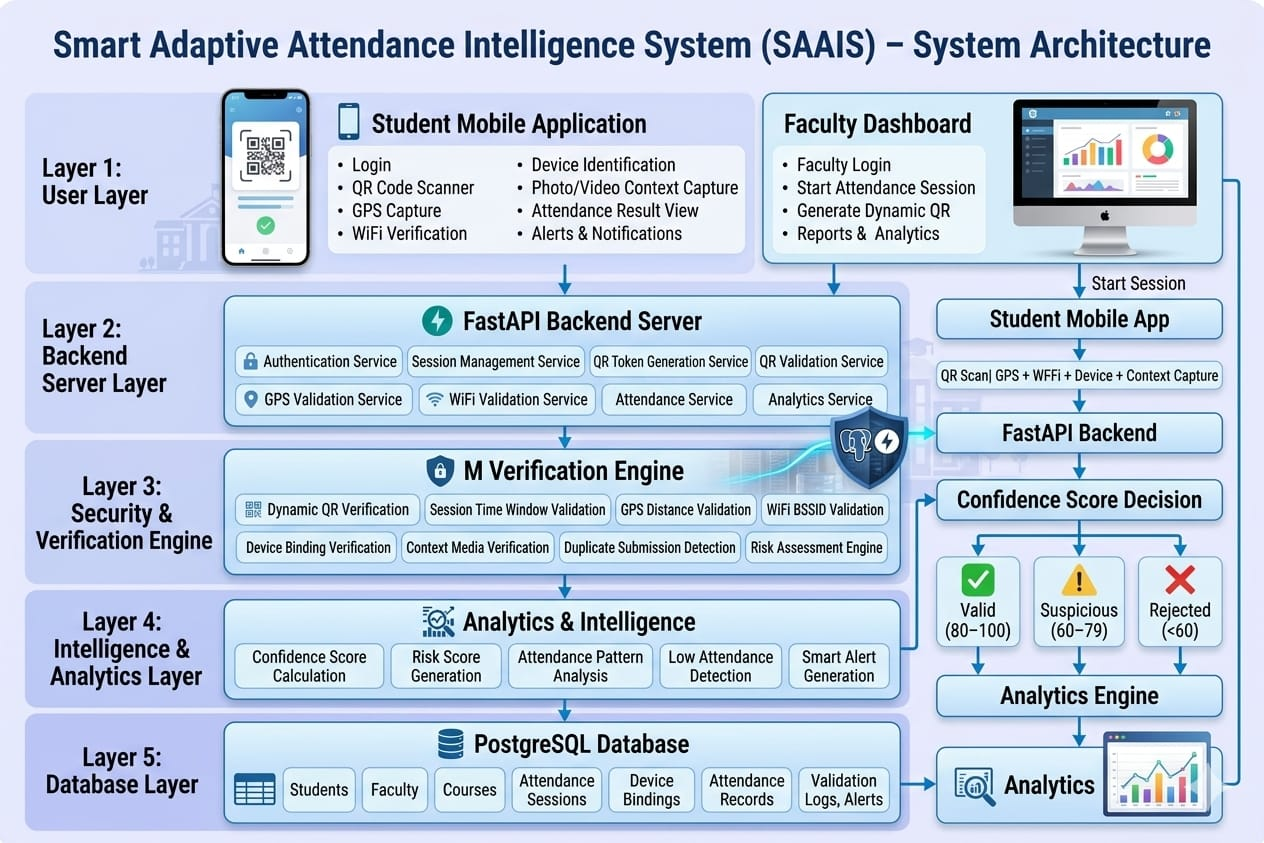 Smart Adaptive Attendance Intelligence System (SAAIS) – System Architecture
Layer 1:
User Layer
Student Mobile Application
• Login
• QR Code Scanner
• GPS Capture
• WiFi Verification
• Device Identification
• Photo/Video Context Capture
• Attendance Result View
• Alerts & Notifications
Faculty Dashboard
• Faculty Login
• Start Attendance Session
• Generate Dynamic QR
• Reports & Analytics
Layer 2:
Backend
Server Layer
FastAPI Backend Server
Authentication Service
Session Management Service
QR Token Generation Service
QR Validation Service
GPS Validation Service
WiFi Validation Service
Attendance Service
Analytics Service
Layer 3:
Security &
Verification Engine
M Verification Engine
Dynamic QR Verification
Session Time Window Validation
GPS Distance Validation
WiFi BSSID Validation
Device Binding Verification
Context Media Verification
Duplicate Submission Detection
Risk Assessment Engine
Layer 4:
Intelligence &
Analytics Layer
Analytics & Intelligence
Confidence Score
Calculation
Risk Score
Generation
Attendance Pattern
Analysis
Low Attendance
Detection
Smart Alert
Generation
Layer 5:
Database Layer
PostgreSQL Database
Students
Faculty
Courses
Attendance
Sessions
Device
Bindings
Attendance
Records
Validation
Logs, Alerts
Start Session
Student Mobile App
QR Scan| GPS + WFFi + Device + Context Capture
FastAPI Backend
Confidence Score Decision
Valid
(80–100)
Suspicious
(60–79)
Rejected
(<60)
Analytics Engine
Analytics